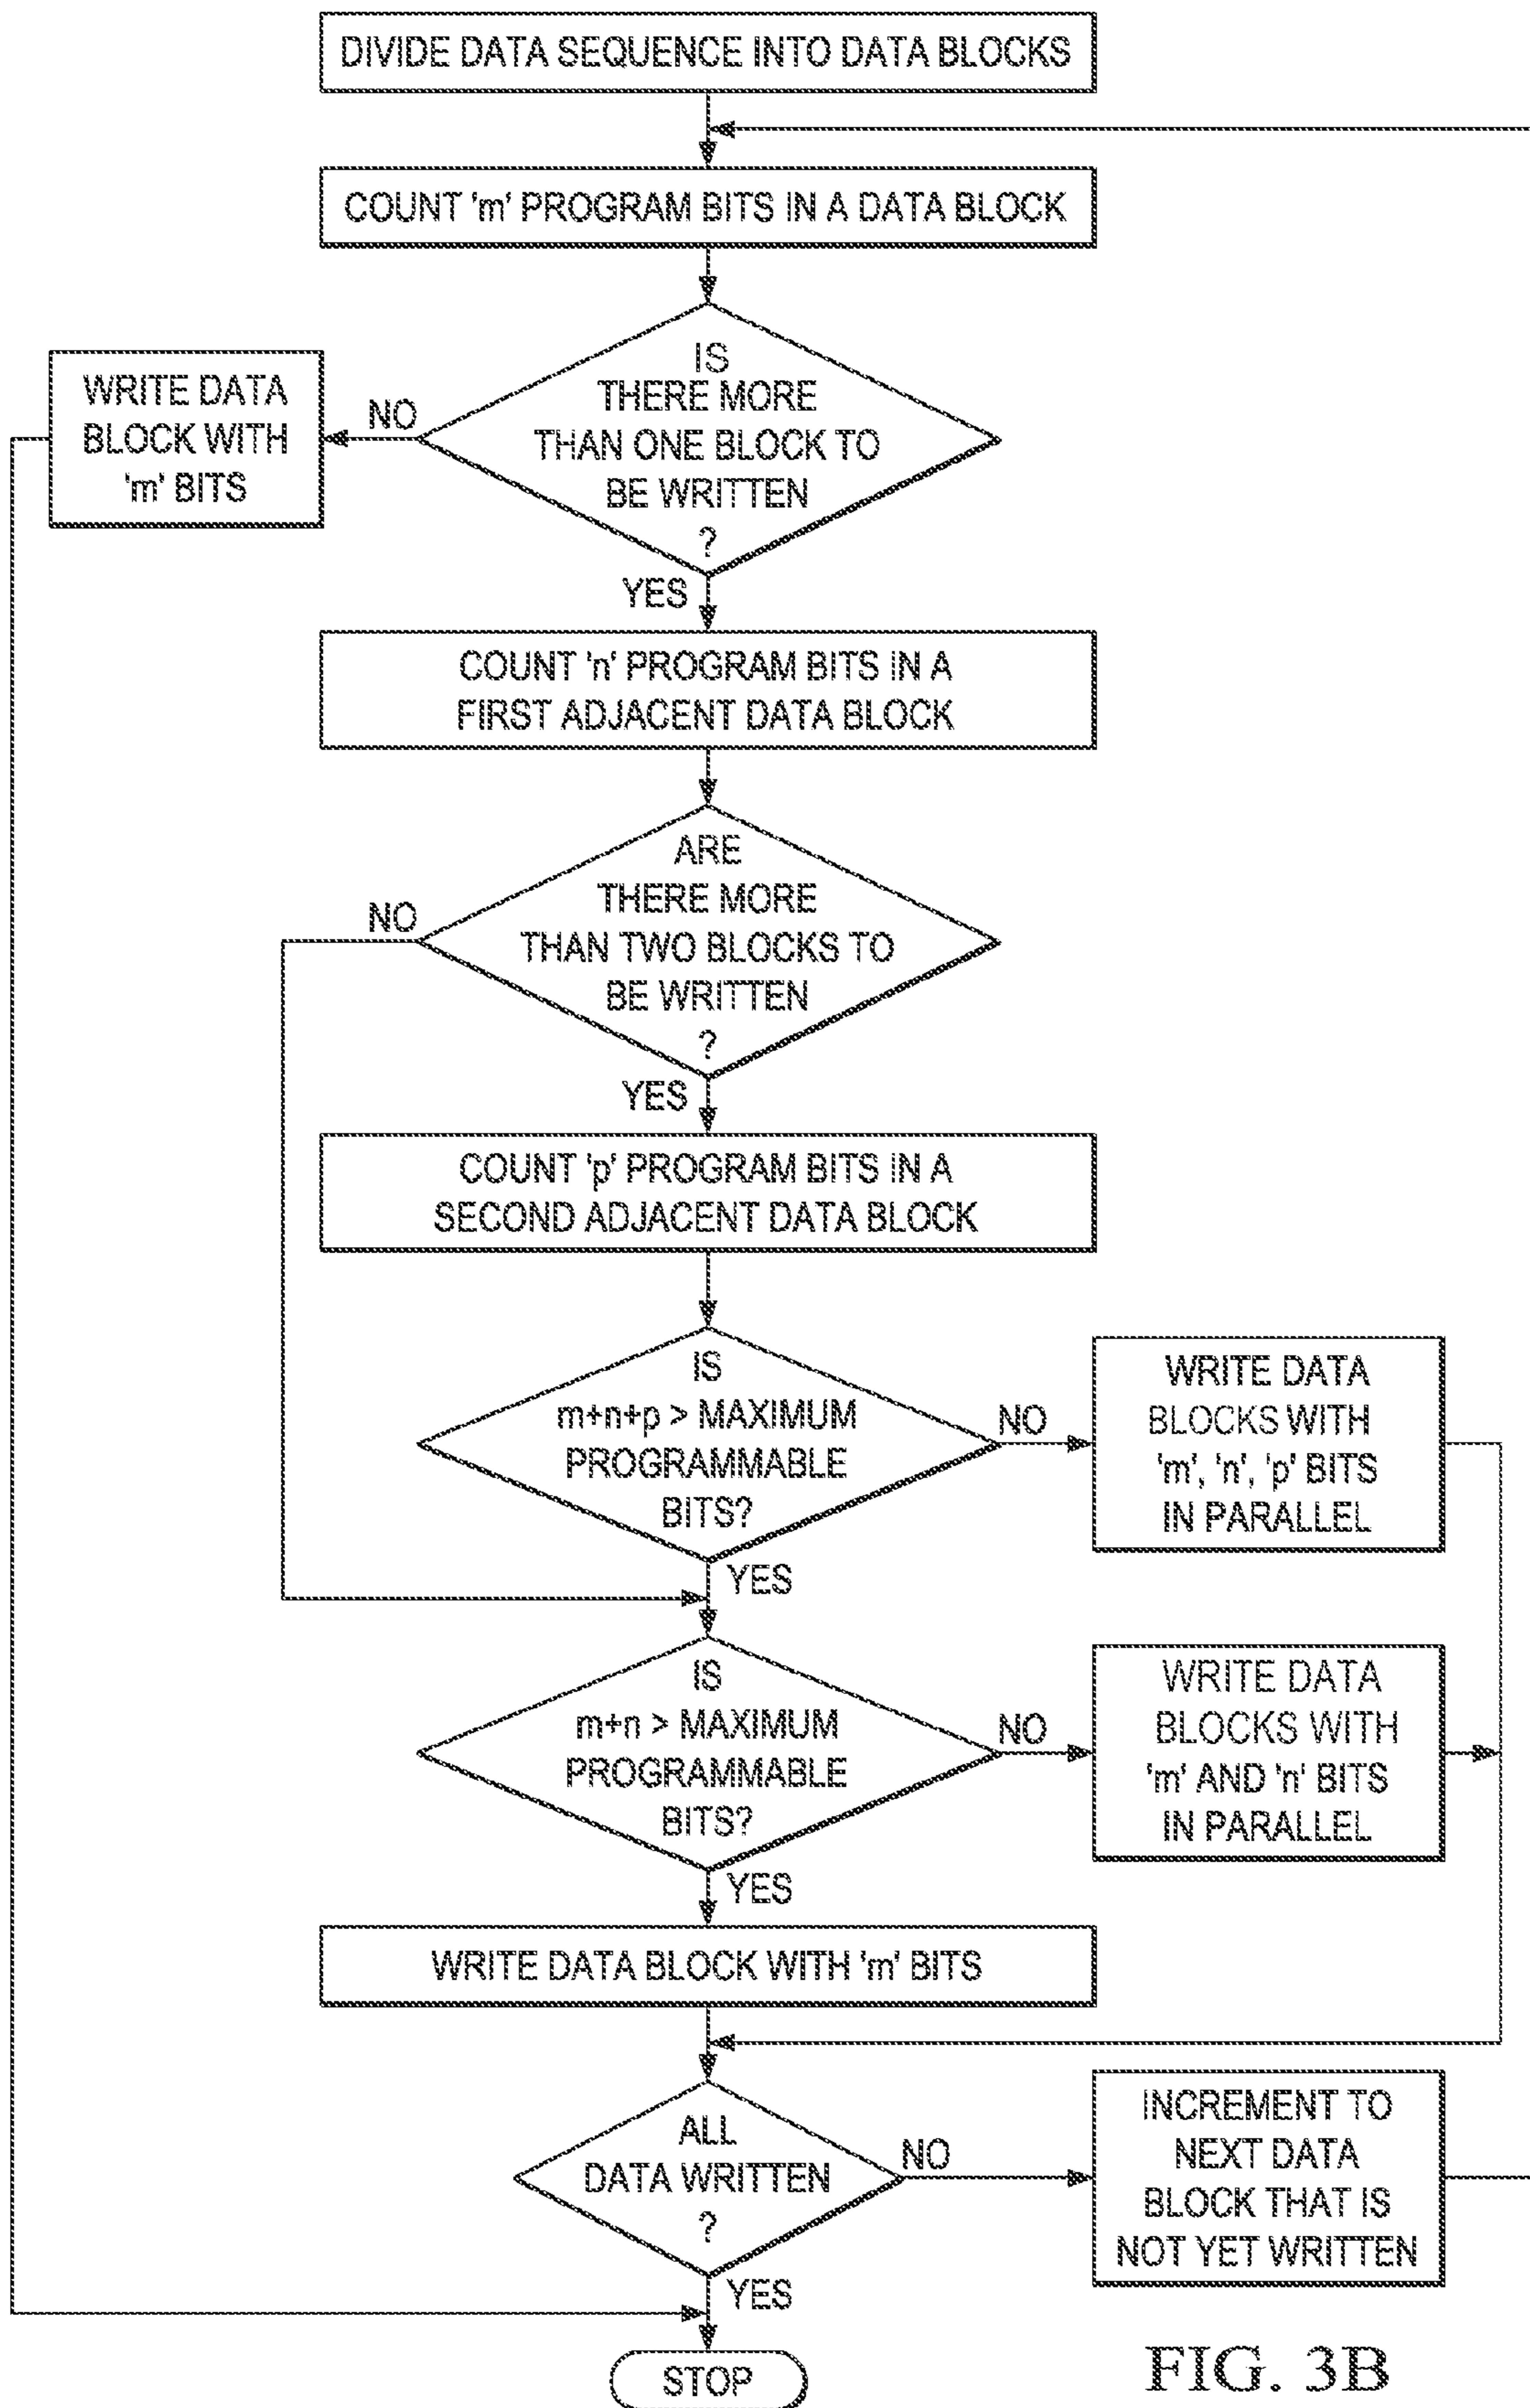 DIVIDE DATA SEQUENCE INTO DATA BLOCKS
COUNT 'm' PROGRAM BITS IN A DATA BLOCK
IS
THERE MORE
THAN ONE BLOCK TO
BE WRITTEN
?
NO
WRITE DATA
BLOCK WITH
'm' BITS
YES
COUNT 'n' PROGRAM BITS IN A
FIRST ADJACENT DATA BLOCK
ARE
THERE MORE
THAN TWO BLOCKS TO
BE WRITTEN
?
NO
YES
COUNT 'p' PROGRAM BITS IN A
SECOND ADJACENT DATA BLOCK
IS
m+n+p > MAXIMUM
PROGRAMMABLE
BITS?
NO
WRITE DATA
BLOCKS WITH
'm', 'n', 'p' BITS
IN PARALLEL
YES
IS
m+n > MAXIMUM
PROGRAMMABLE
BITS?
NO
WRITE DATA
BLOCKS WITH
'm' AND 'n' BITS
IN PARALLEL
YES
WRITE DATA BLOCK WITH 'm' BITS
ALL
DATA WRITTEN
?
NO
INCREMENT TO
NEXT DATA
BLOCK THAT IS
NOT YET WRITTEN
YES
STOP
FIG. 3B